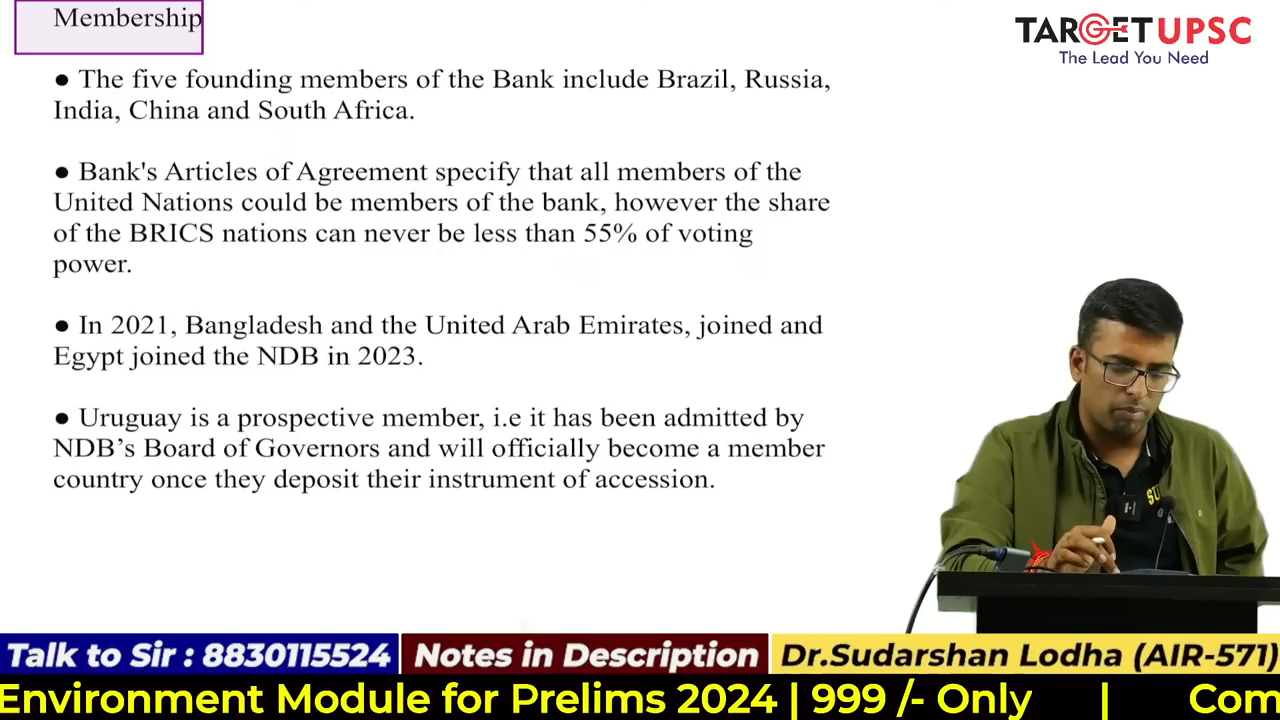 Membership
TARGET UPSC
The Lead You Need
● The five founding members of the Bank include Brazil, Russia,
India, China and South Africa.
● Bank's Articles of Agreement specify that all members of the
United Nations could be members of the bank, however the share
of the BRICS nations can never be less than 55% of voting
power.
● In 2021, Bangladesh and the United Arab Emirates, joined and
Egypt joined the NDB in 2023.
● Uruguay is a prospective member, i.e it has been admitted by
NDB’s Board of Governors and will officially become a member
country once they deposit their instrument of accession.
SU
Talk to Sir : 8830115524 Notes in Description Dr.Sudarshan Lodha (AIR-571)
Environment Module for Prelims 2024 | 999 /- Only | Com